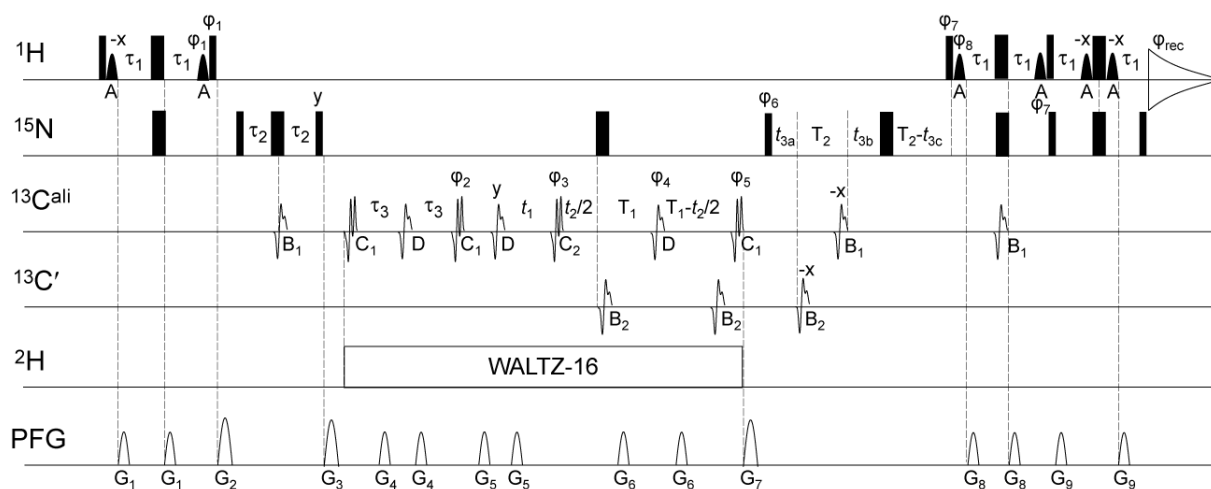 φ₁ φ₇
¹H -x τ₁ τ₁ φ₁ φ₈ τ₁ τ₁ τ₁ -x -x τ₁ φrec
A A A A A A
¹⁵N τ₂ τ₂ y φ₆ t₃ₐ T₂ t₃b T₂-t₃c φ₇
¹³Cᵃˡⁱ τ₃ τ₃ φ₂ y t₁ φ₃ t₂/2 T₁ φ₄ T₁-t₂/2 φ₅ -x
B₁ C₁ D C₁ D C₂ D C₁ B₁ B₁
¹³C′ -x
B₂ B₂ B₂
²H WALTZ-16
PFG
G₁ G₁ G₂ G₃ G₄ G₄ G₅ G₅ G₆ G₆ G₇ G₈ G₈ G₉ G₉